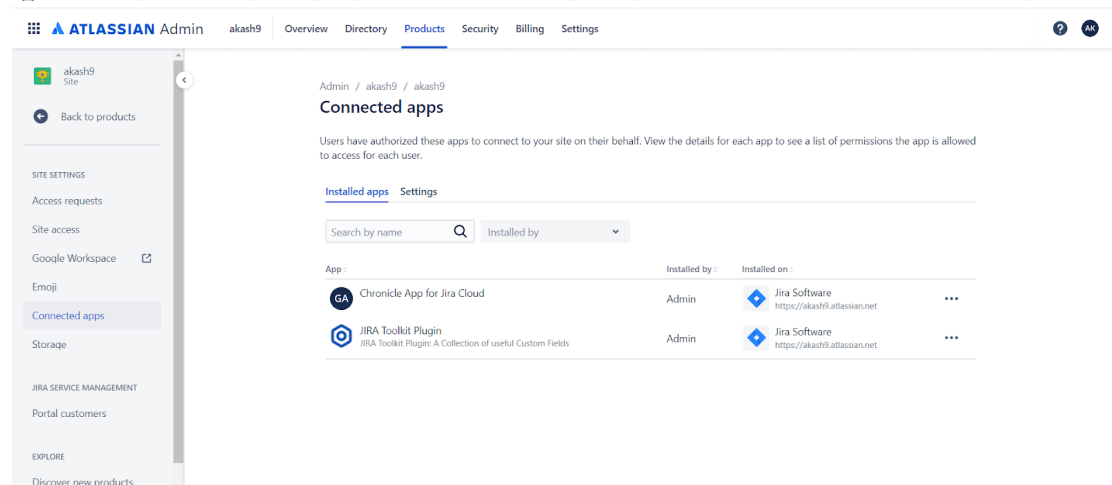 ATLASSIAN Admin
akash9
Overview
Directory
Products
Security
Billing
Settings
?
AK
akash9
Site
Back to products
SITE SETTINGS
Access requests
Site access
Google Workspace
Emoji
Connected apps
Storage
JIRA SERVICE MANAGEMENT
Portal customers
EXPLORE
Discover new products
Admin / akash9 / akash9
Connected apps
Users have authorized these apps to connect to your site on their behalf. View the details for each app to see a list of permissions the app is allowed
to access for each user.
Installed apps
Settings
Search by name
Installed by
App
Installed by
Installed on
GA
Chronicle App for Jira Cloud
Admin
Jira Software
https://akash9.atlassian.net
JIRA Toolkit Plugin
JIRA Toolkit Plugin: A Collection of useful Custom Fields
Admin
Jira Software
https://akash9.atlassian.net